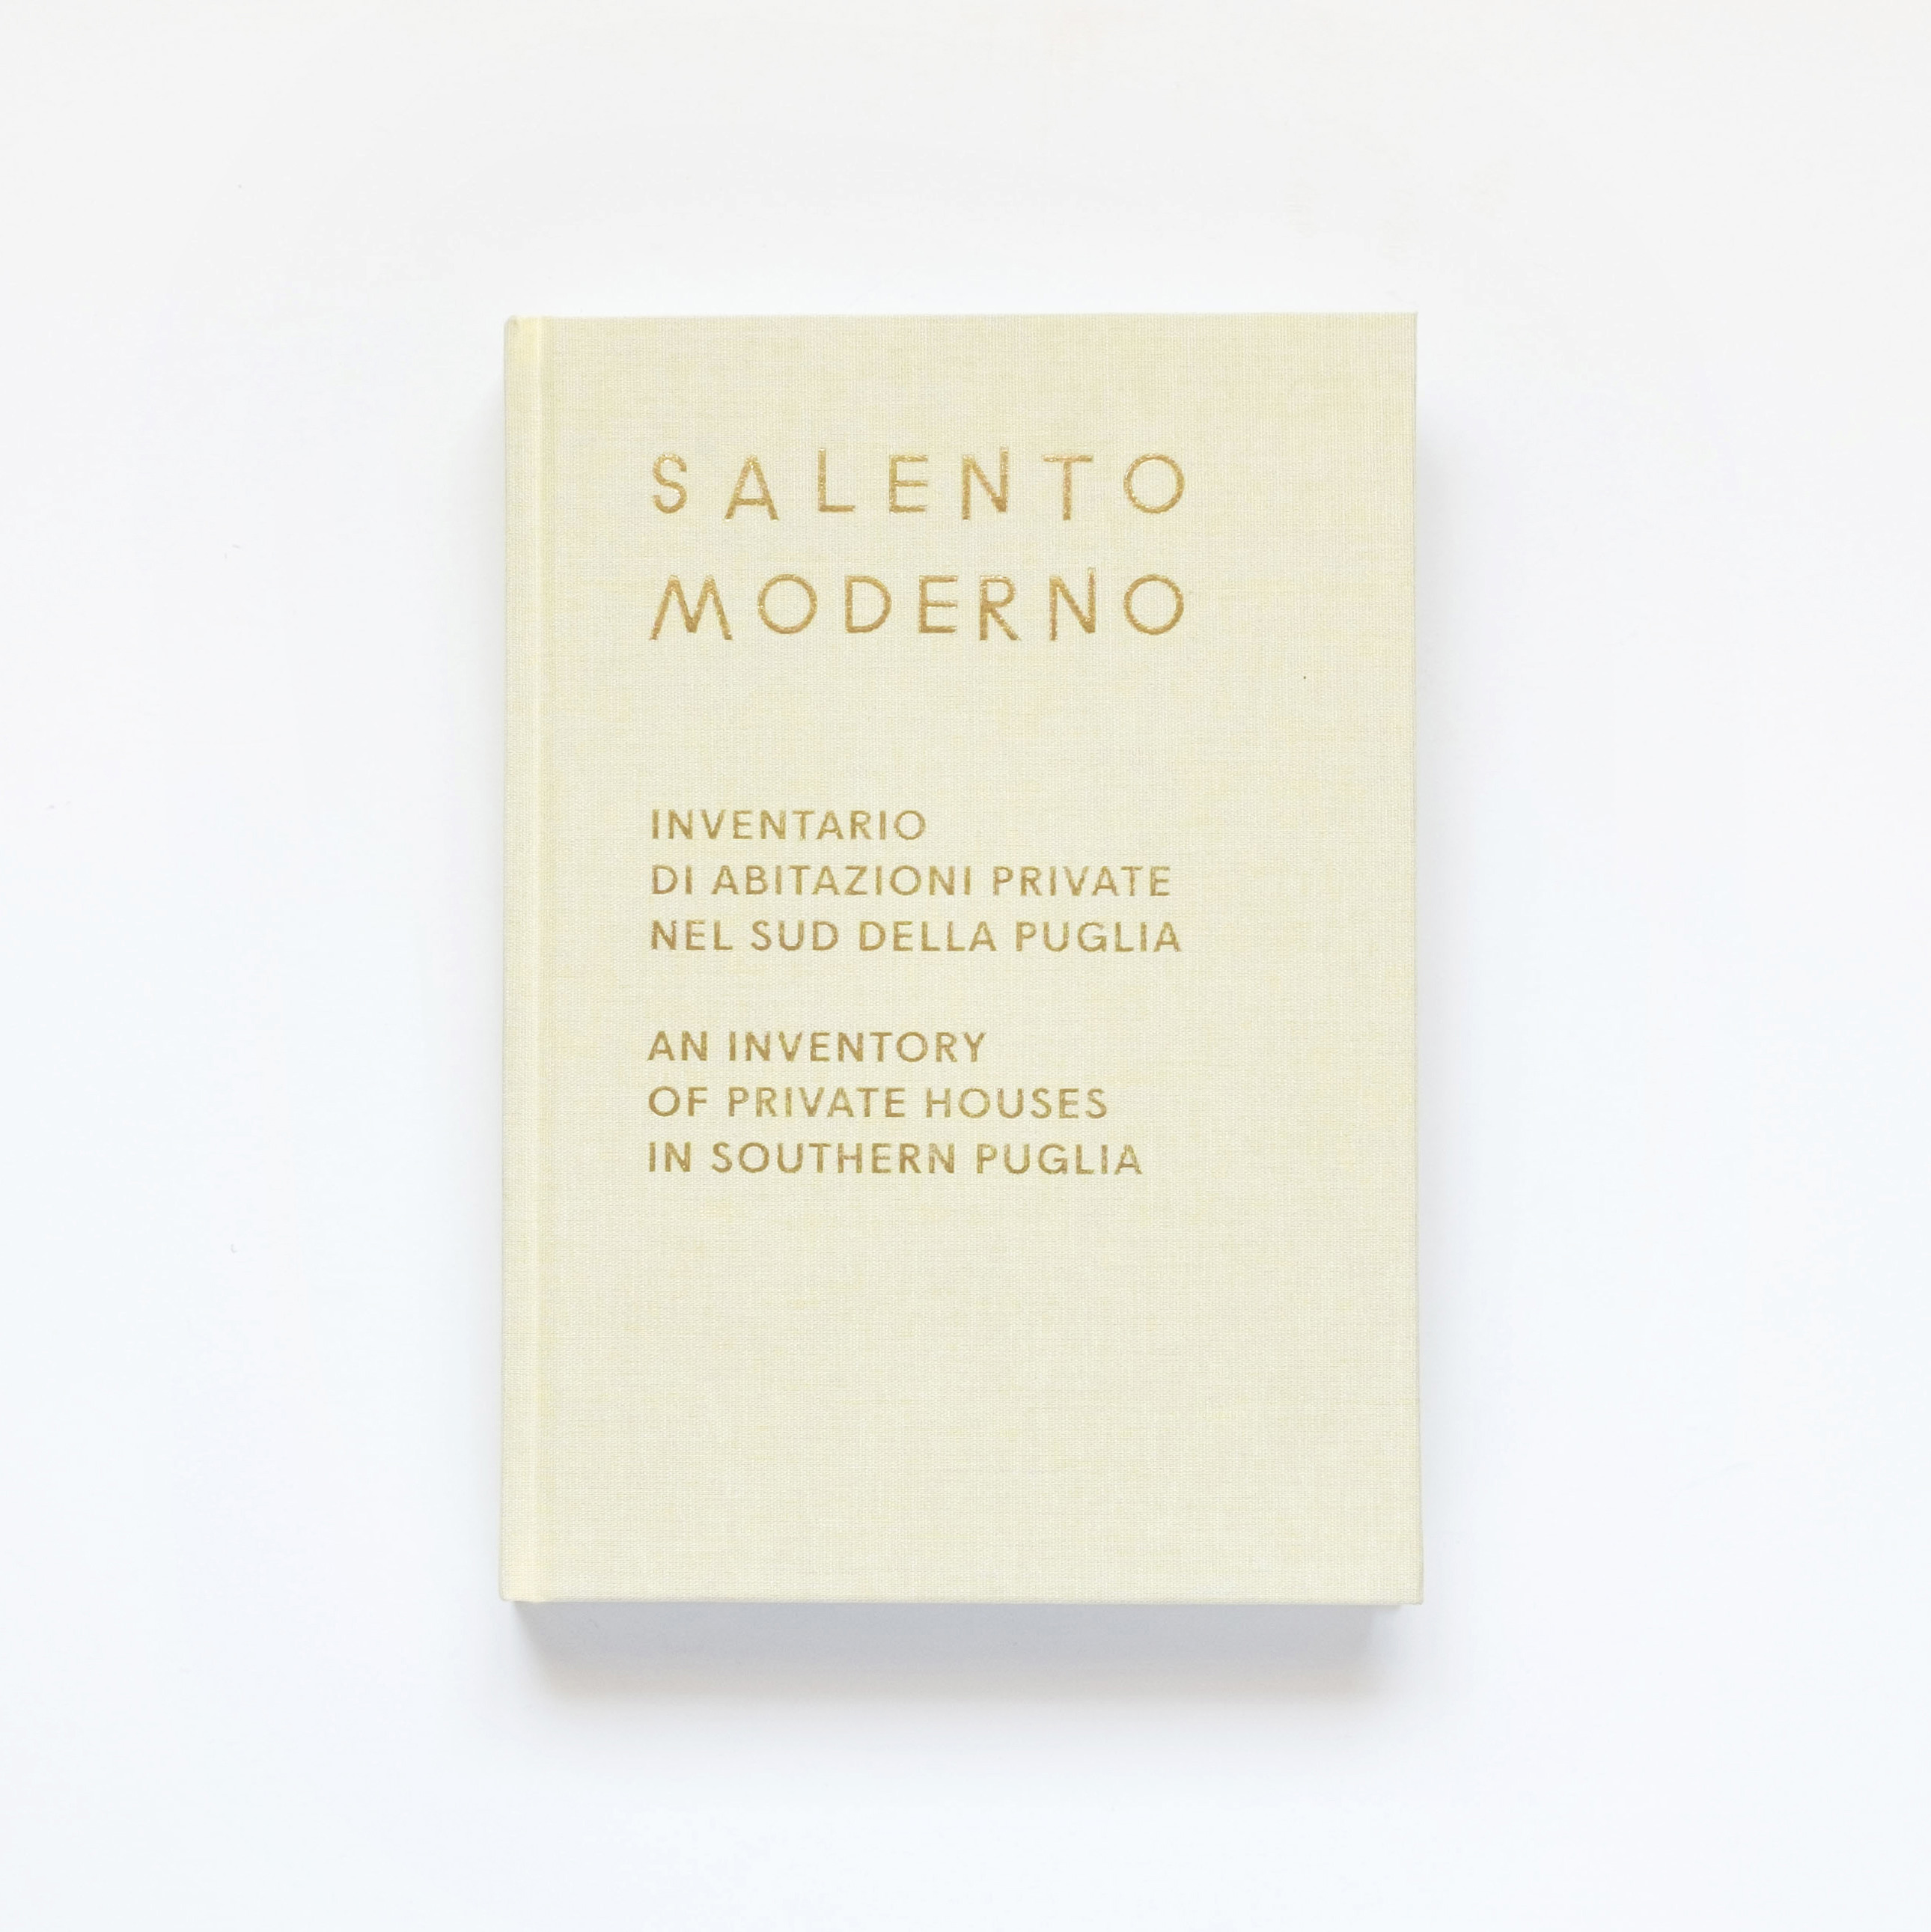 SALENTO
MODERNO
INVENTARIO
DI ABITAZIONI PRIVATE
NEL SUD DELLA PUGLIA
AN INVENTORY
OF PRIVATE HOUSES
IN SOUTHERN PUGLIA